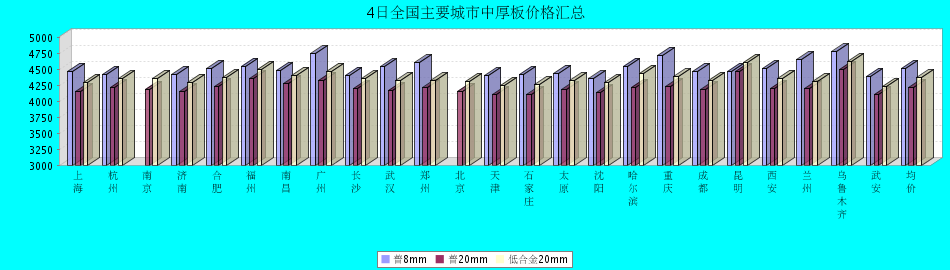 4日全国主要城市中厚板价格汇总
5000
4750
4500
4250
4000
3750
3500
3250
3000
上海
杭州
南京
济南
合肥
福州
南昌
广州
长沙
武汉
郑州
北京
天津
石家庄
太原
沈阳
哈尔滨
重庆
成都
昆明
西安
兰州
乌鲁木齐
武安
均价
普8mm 普20mm 低合金20mm